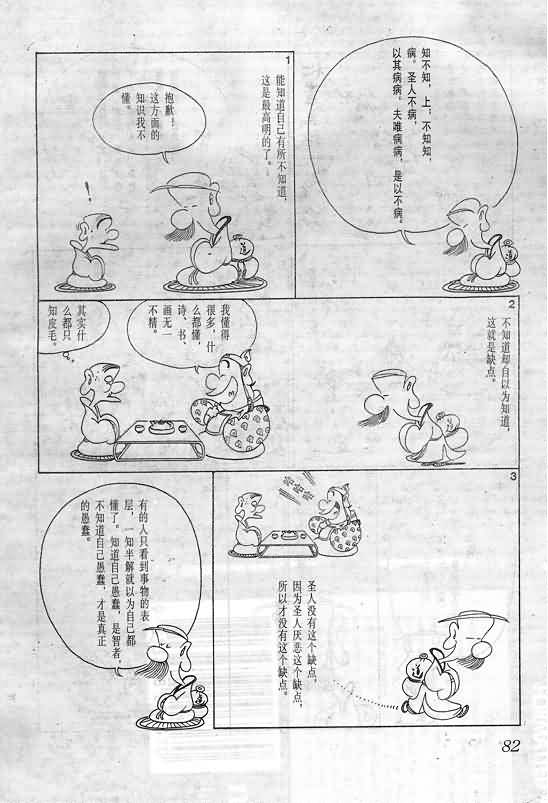 知不知，上；不知知，
病。圣人不病，
以其病病。夫唯病病，是以不病。
1
能知道自己有所不知道，
这是最高明的了。
抱歉！
这方面的
知识我不
懂。
！
道
道
2
不知道却自以为知道，
这就是缺点。
我懂得
很多，什
么都懂，
诗、书、
画无一
不精。
其实什
么都只
知皮毛。
3
哈哈哈
哈哈哈
圣人没有这个缺点，
因为圣人厌恶这个缺点，
所以才没有这个缺点。
有的人只看到事物的表
层，一知半解就以为自己都
懂了。知道自己愚蠢，是智者，
不知道自己愚蠢，才是真正
的愚蠢。
82